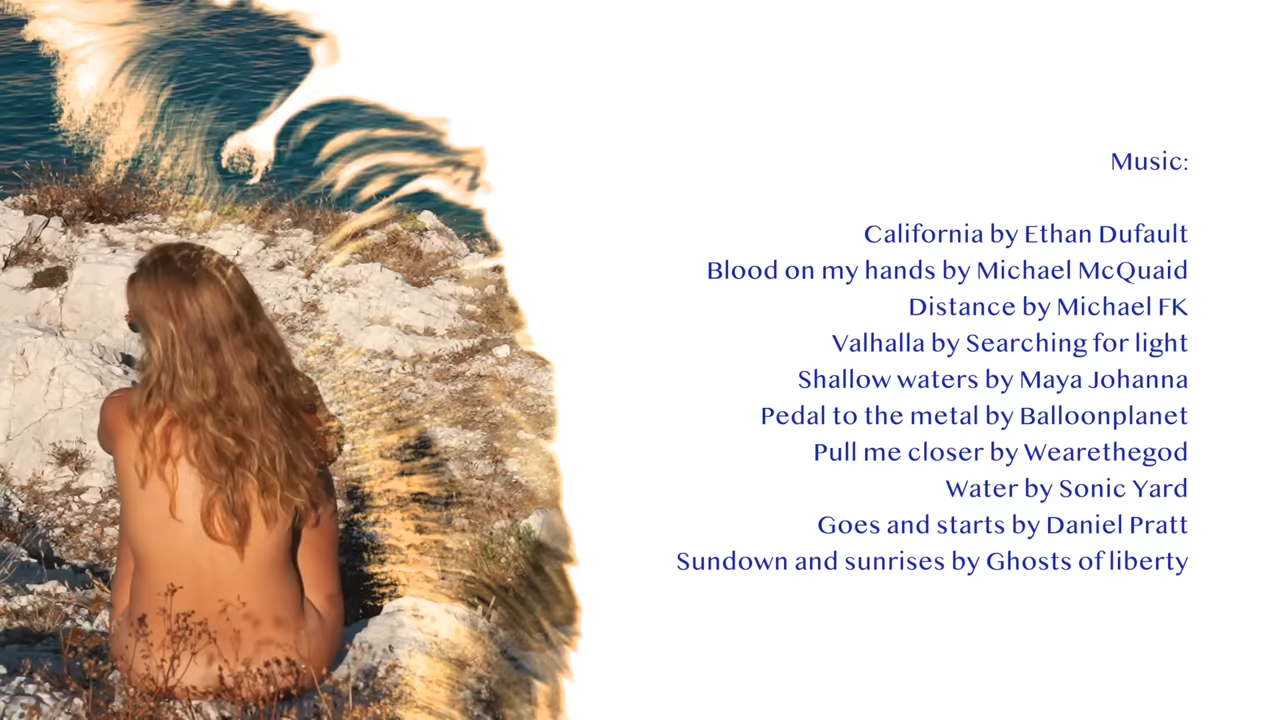 Music:
California by Ethan Dufault
Blood on my hands by Michael McQuaid
Distance by Michael FK
Valhalla by Searching for light
Shallow waters by Maya Johanna
Pedal to the metal by Balloonplanet
Pull me closer by Wearethegod
Water by Sonic Yard
Goes and starts by Daniel Pratt
Sundown and sunrises by Ghosts of liberty